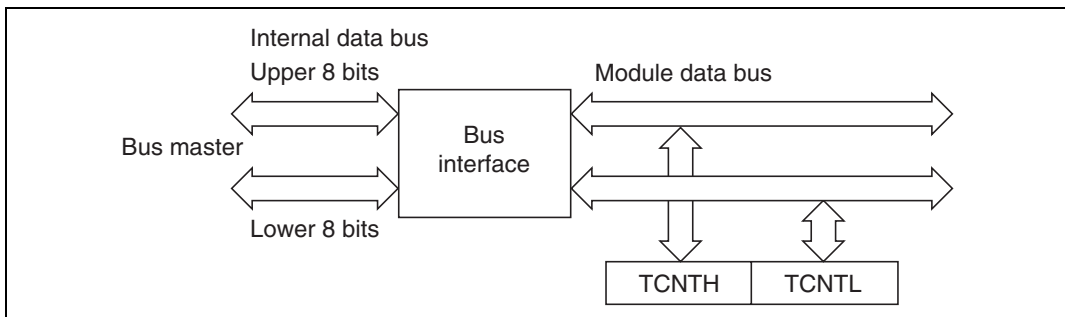 Internal data bus
Upper 8 bits
Module data bus
Bus master
Bus
interface
Lower 8 bits
TCNTH
TCNTL